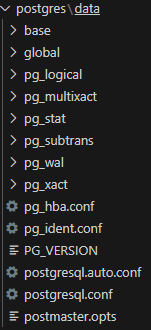 postgres\data
base
global
pg_logical
pg_multixact
pg_stat
pg_subtrans
pg_wal
pg_xact
pg_hba.conf
pg_ident.conf
PG_VERSION
postgresql.auto.conf
postgresql.conf
postmaster.opts